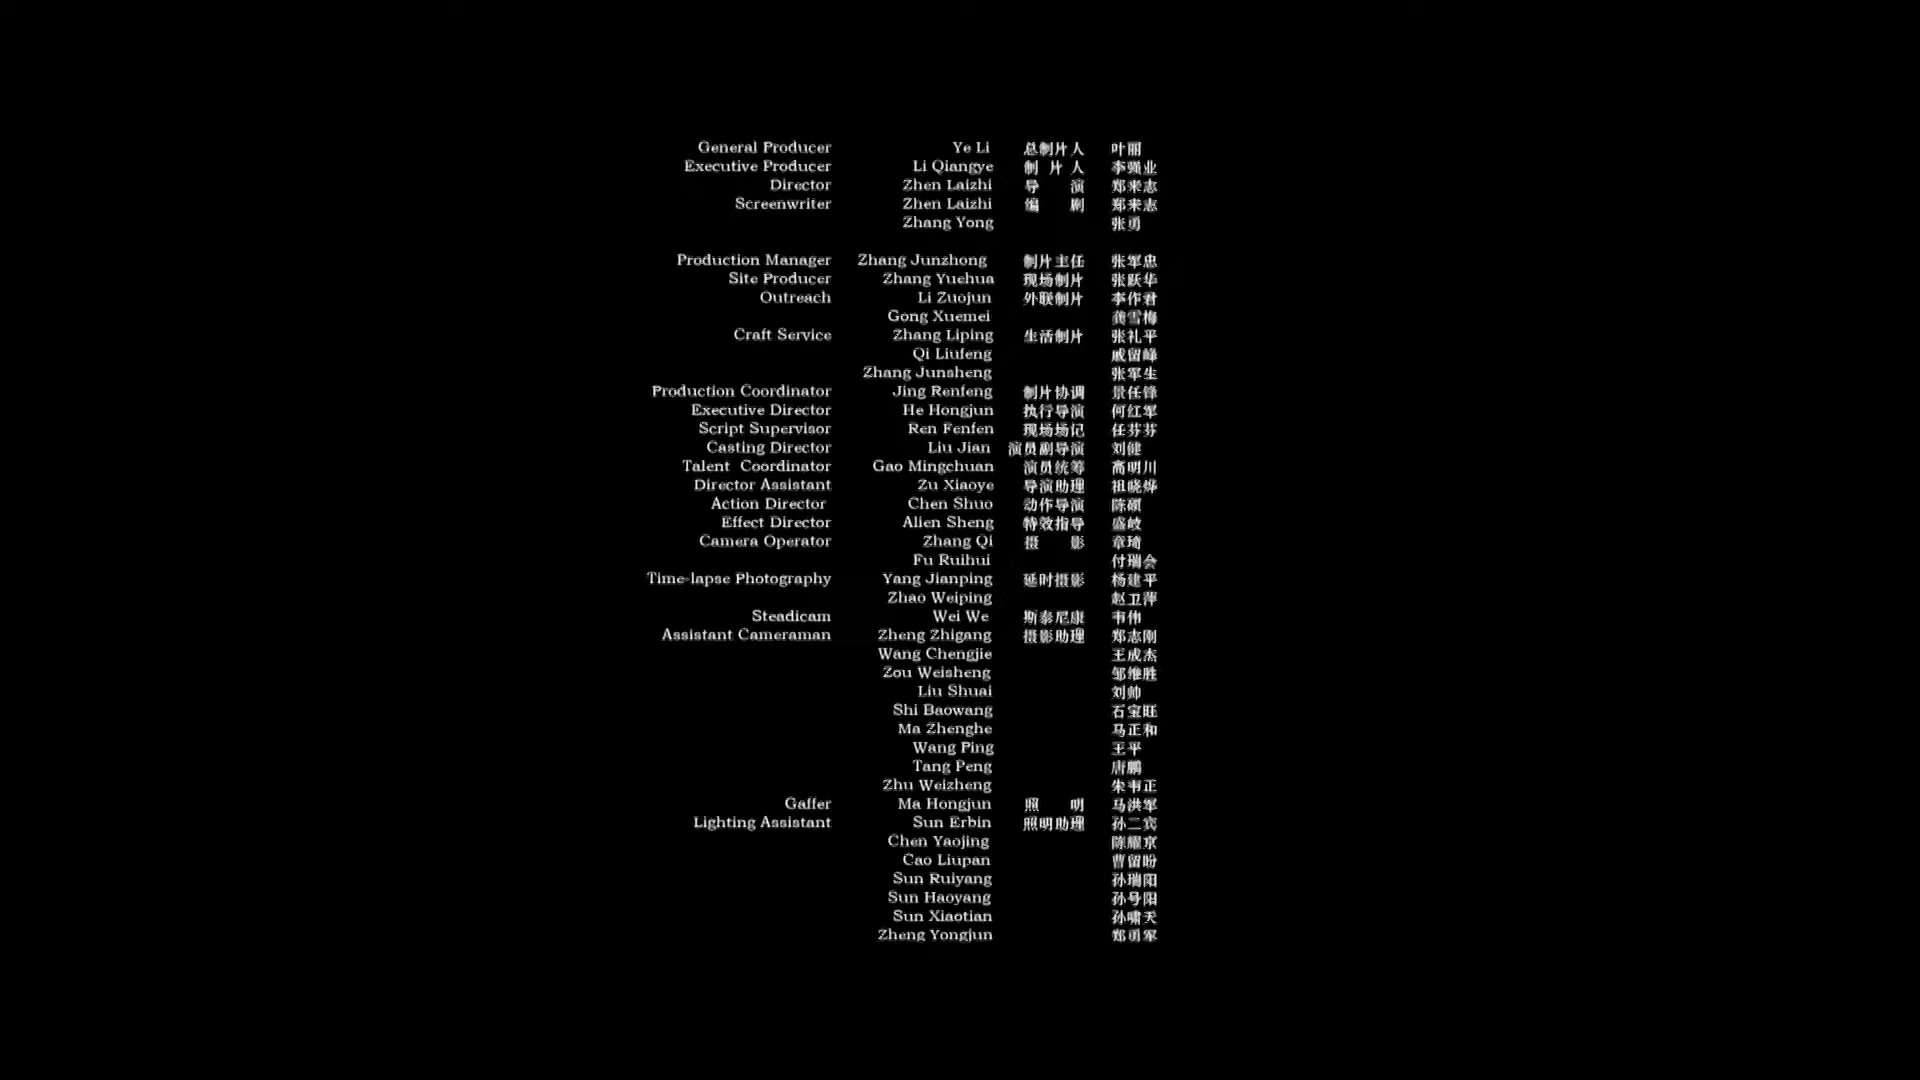 General Producer Ye Li 总制片人 叶丽
Executive Producer Li Qiangye 制片人 李强业
Director Zhen Laizhi 导演 郑来志
Screenwriter Zhen Laizhi 编剧 郑来志
Zhang Yong 张勇
Production Manager Zhang Junzhong 制片主任 张军忠
Site Producer Zhang Yuehua 现场制片 张跃华
Outreach Li Zuojun 外联制片 李作君
Gong Xuemei 龚雪梅
Craft Service Zhang Liping 生活制片 张礼平
Qi Liufeng 戚留峰
Zhang Junsheng 张军生
Production Coordinator Jing Renfeng 制片协调 景任锋
Executive Director He Hongjun 执行导演 何红军
Script Supervisor Ren Fenfen 现场场记 任芬芬
Casting Director Liu Jian 演员副导演 刘健
Talent Coordinator Gao Mingchuan 演员统筹 高明川
Director Assistant Zu Xiaoye 导演助理 祖晓烨
Action Director Chen Shuo 动作导演 陈硕
Effect Director Alien Sheng 特效指导 盛岐
Camera Operator Zhang Qi 摄影 章琦
Fu Ruihui 付瑞会
Time-lapse Photography Yang Jianping 延时摄影 杨建平
Zhao Weiping 赵卫萍
Steadicam Wei We 斯泰尼康 韦伟
Assistant Cameraman Zheng Zhigang 摄影助理 郑志刚
Wang Chengjie 王成杰
Zou Weisheng 邹维胜
Liu Shuai 刘帅
Shi Baowang 石宝旺
Ma Zhenghe 马正和
Wang Ping 王平
Tang Peng 唐鹏
Zhu Weizheng 朱韦正
Gaffer Ma Hongjun 照明 马洪军
Lighting Assistant Sun Erbin 照明助理 孙二宾
Chen Yaojing 陈耀京
Cao Liupan 曹留盼
Sun Ruiyang 孙瑞阳
Sun Haoyang 孙号阳
Sun Xiaotian 孙啸天
Zheng Yongjun 郑勇军